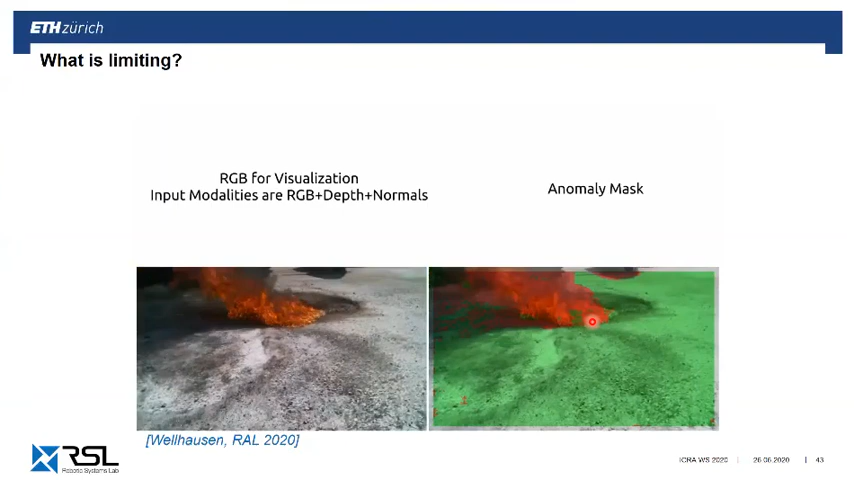 ETH zürich
What is limiting?
RGB for Visualization
Input Modalities are RGB+Depth+Normals
Anomaly Mask
[Wellhausen, RAL 2020]
RSL
Robotic Systems Lab
ICRA WS 2020 | 26.06.2020 | 43